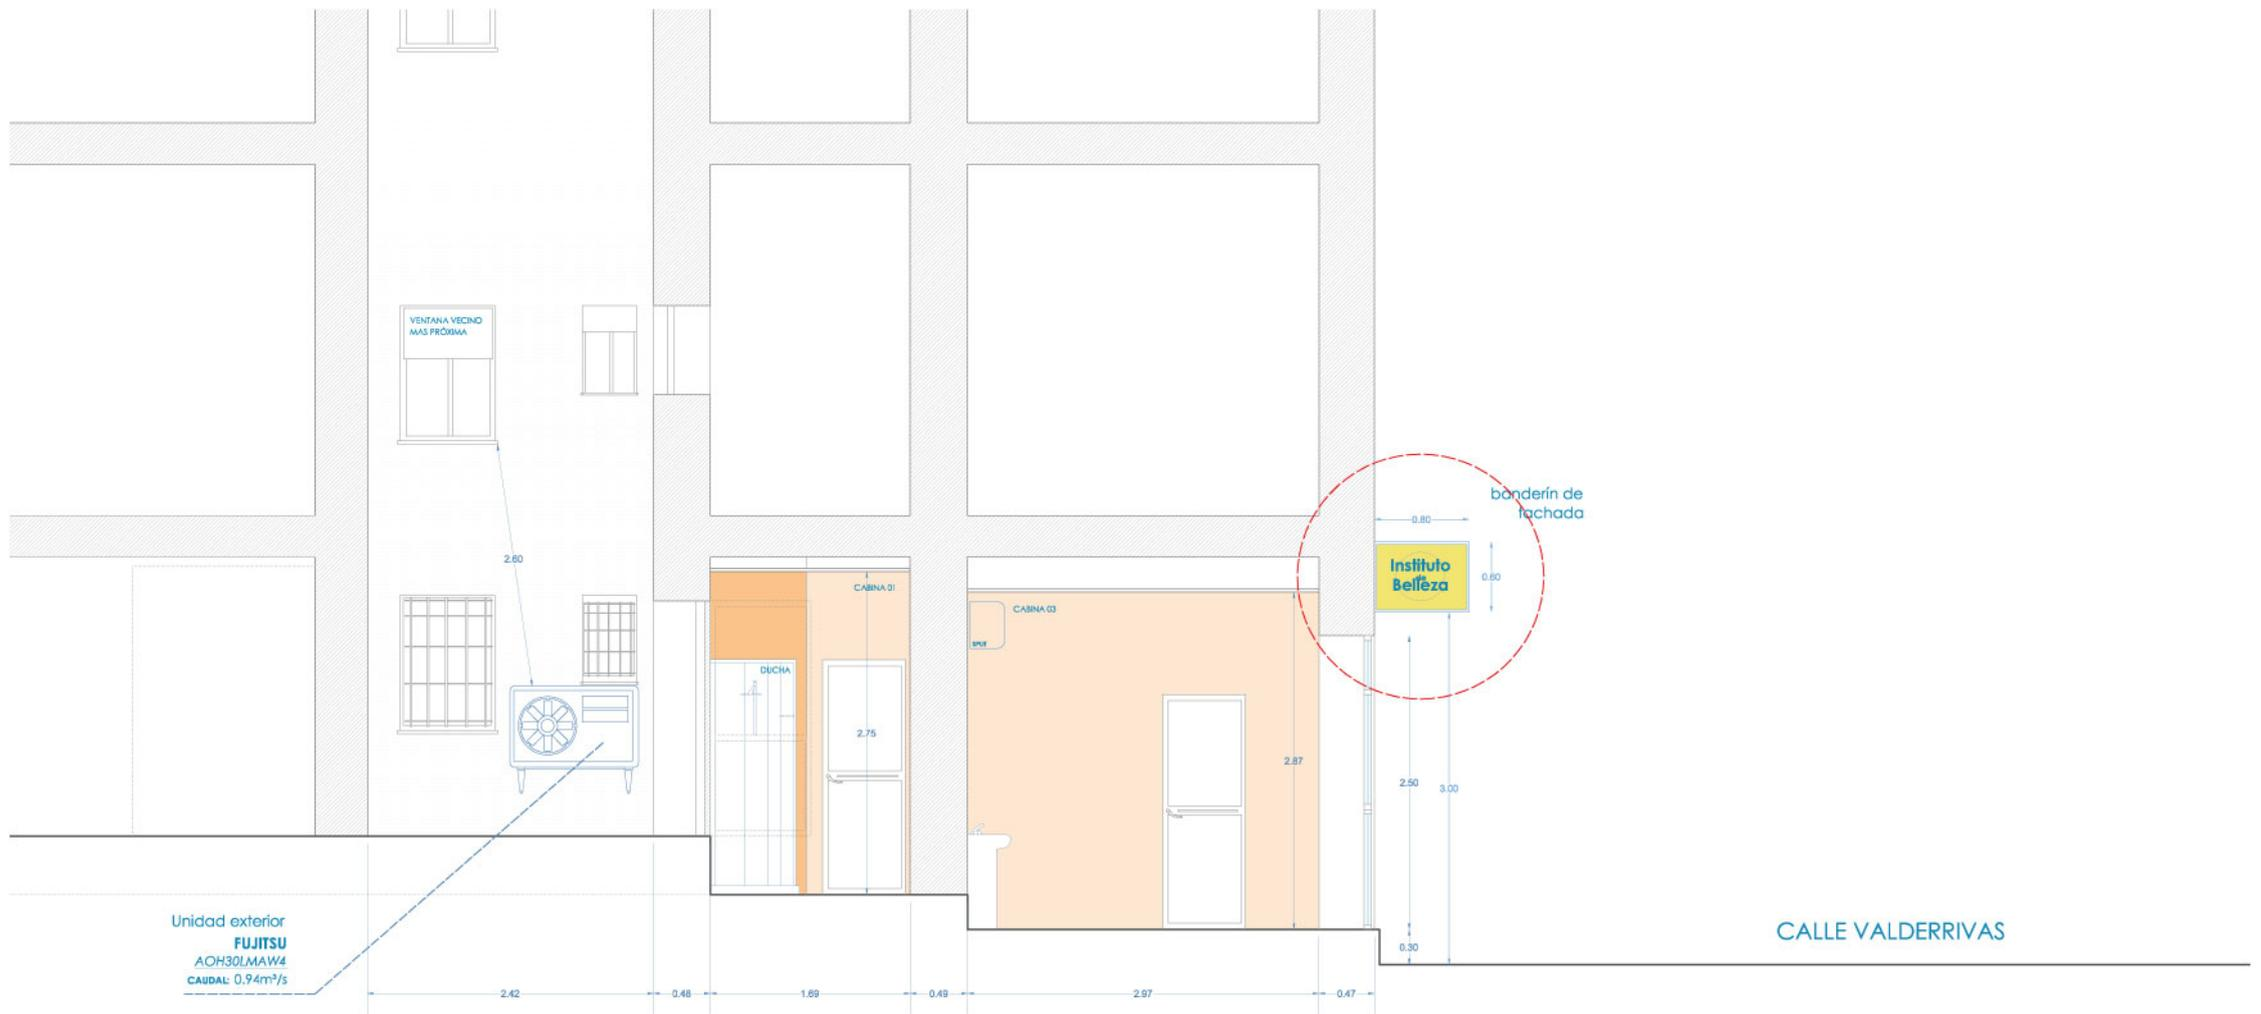 VENTANA VECINO
MAS PRÓXIMA
banderín de
fachada
0.80
Instituto
de
Belleza
0.60
2.60
CABINA 01
CABINA 03
SPLIT
DUCHA
2.75
2.87
2.50
3.00
0.30
Unidad exterior
FUJITSU
AOH30LMAW4
CAUDAL: 0.94m³/s
CALLE VALDERRIVAS
2.42
0.48
1.69
0.49
2.97
0.47